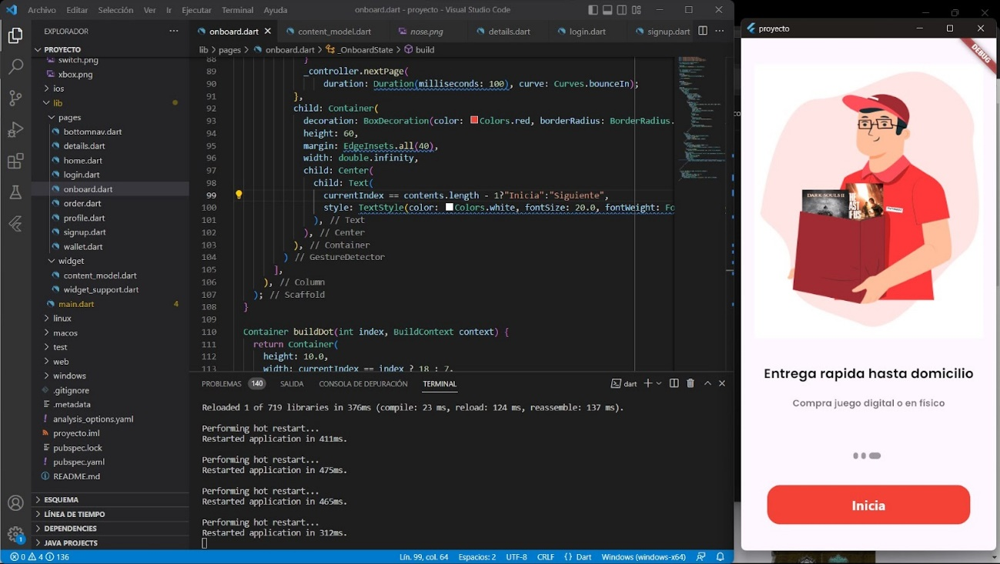 Archivo Editar Selección Ver Ir Ejecutar Terminal Ayuda
onboard.dart - proyecto - Visual Studio Code
EXPLORADOR
PROYECTO
switch.png
xbox.png
ios
lib
pages
bottomnav.dart
details.dart
home.dart
login.dart
onboard.dart
order.dart
profile.dart
signup.dart
wallet.dart
widget
content_model.dart
widget_support.dart
main.dart 4
linux
macos
test
web
windows
.gitignore
.metadata
analysis_options.yaml
proyecto.iml
pubspec.lock
pubspec.yaml
README.md
ESQUEMA
LÍNEA DE TIEMPO
DEPENDENCIES
JAVA PROJECTS
onboard.dart content_model.dart nose.png details.dart login.dart signup.dart
lib > pages > onboard.dart > _OnboardState > build
88 }
89 _controller.nextPage(
90 duration: Duration(milliseconds: 100), curve: Curves.bounceIn);
91 },
92 child: Container(
93 decoration: BoxDecoration(color: Colors.red, borderRadius: BorderRadius.
94 height: 60,
95 margin: EdgeInsets.all(40),
96 width: double.infinity,
97 child: Center(
98 child: Text(
99 currentIndex == contents.length - 1?"Inicia":"Siguiente",
100 style: TextStyle(color: Colors.white, fontSize: 20.0, fontWeight: Fo
101 ), // Text
102 ), // Center
103 ), // Container
104 ) // GestureDetector
105 ],
106 ), // Column
107 ); // Scaffold
108 }
109
110 Container buildDot(int index, BuildContext context) {
111 return Container(
112 height: 10.0,
113 width: currentIndex == index ? 18 : 7,
PROBLEMAS 140 SALIDA CONSOLA DE DEPURACIÓN TERMINAL dart
Reloaded 1 of 719 libraries in 376ms (compile: 23 ms, reload: 124 ms, reassemble: 137 ms).
Performing hot restart...
Restarted application in 411ms.
Performing hot restart...
Restarted application in 475ms.
Performing hot restart...
Restarted application in 465ms.
Performing hot restart...
Restarted application in 312ms.
1
0 4 136
Lín. 99, col. 64 Espacios: 2 UTF-8 CRLF {} Dart Windows (windows-x64)
proyecto
DEBUG
DARK SOULS II
THE LAST OF US
Entrega rapida hasta domicilio
Compra juego digital o en físico
Inicia